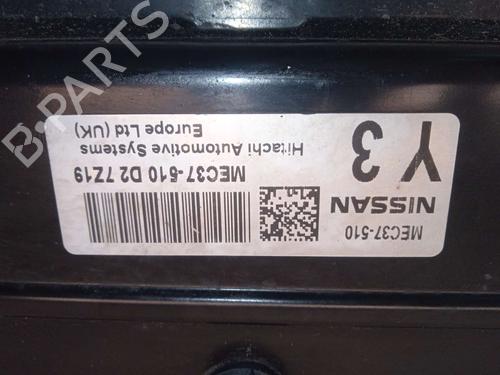 MEC37-510
NISSAN
Y 3
MEC37-510 D2 7Z19
Hitachi Automotive Systems
Europe Ltd (UK)
B-PARTS